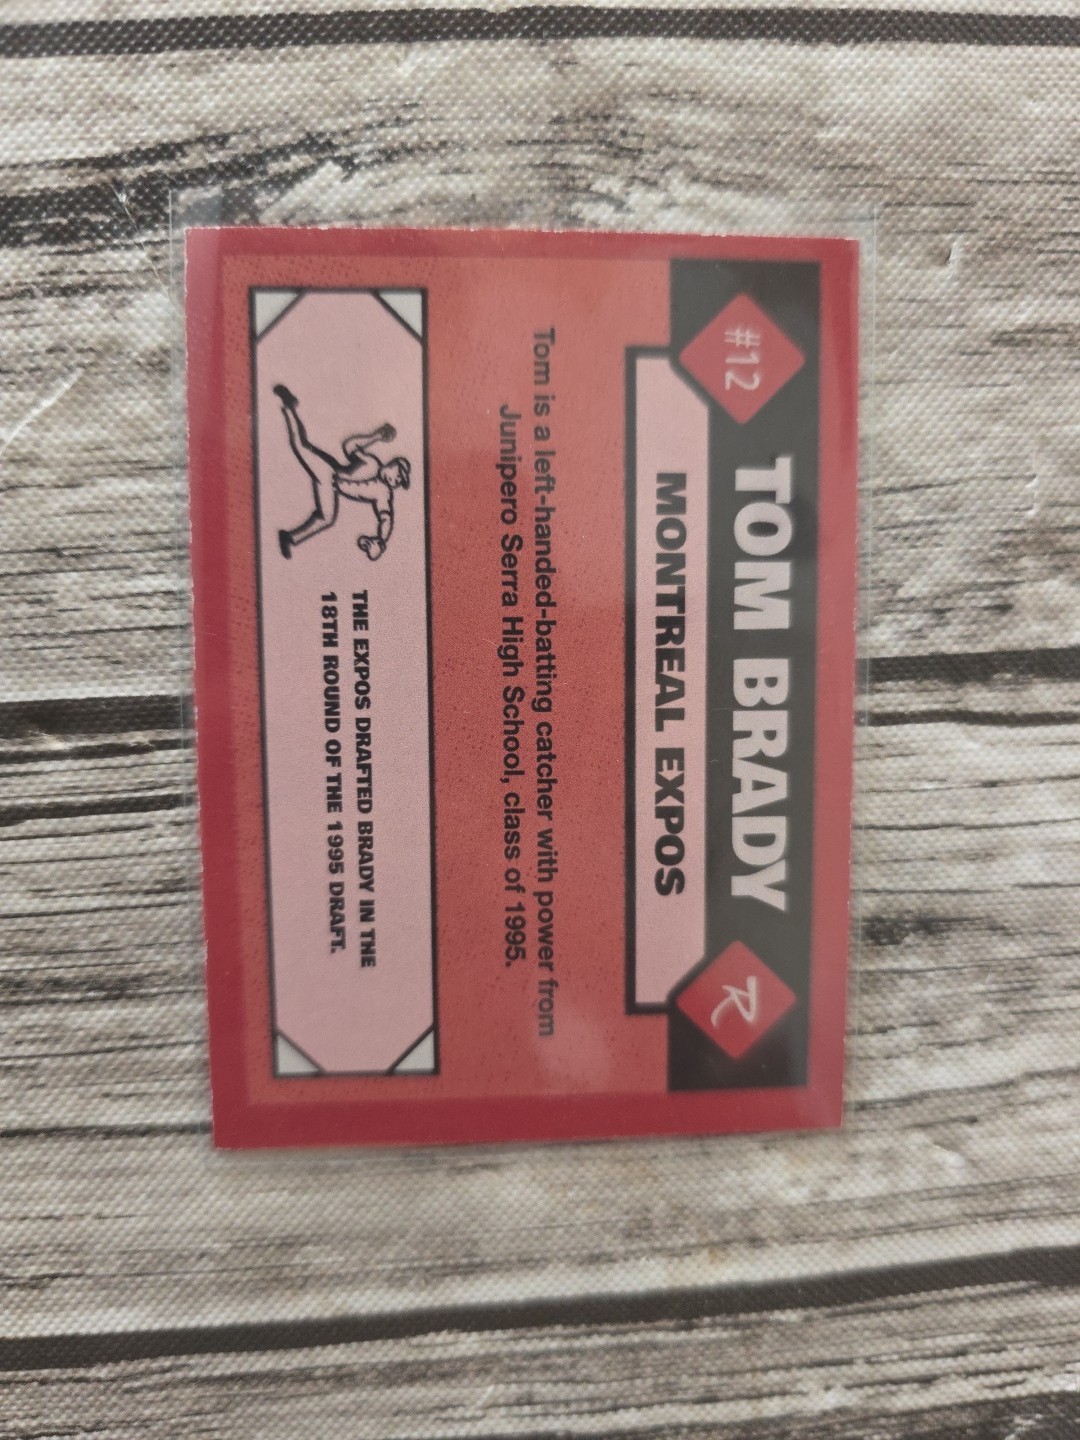 #12
TOM BRADY
R
MONTREAL EXPOS
Tom is a left-handed-batting catcher with power from
Junipero Serra High School, class of 1995.
THE EXPOS DRAFTED BRADY IN THE
18TH ROUND OF THE 1995 DRAFT.